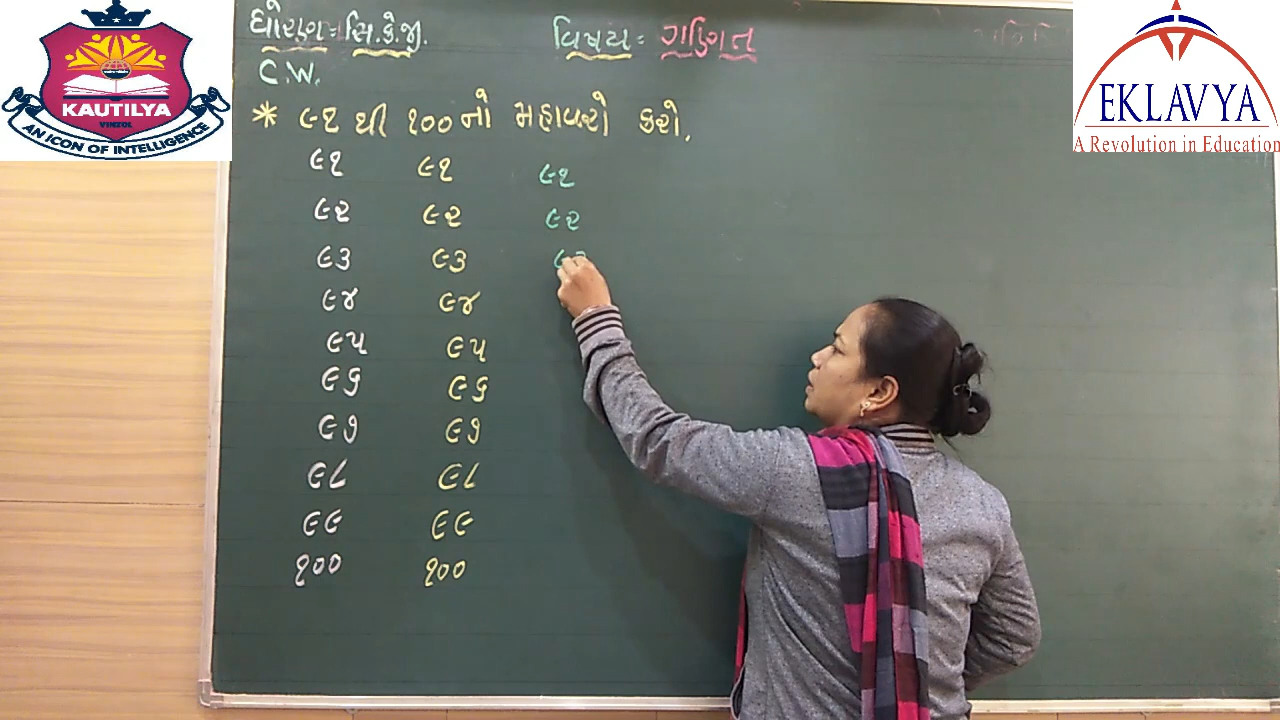 KAUTILYA
VINZOL
AN ICON OF INTELLIGENCE
EKLAVYA
A Revolution in Education
ધોરણ = સિ.કે.જી. વિષય = ગણિત
C.W.
* ૯૧ થી ૧૦૦ નો મહાવરો કરો.
૯૧ ૯૧ ૯૧
૯૨ ૯૨ ૯૨
૯૩ ૯૩
૯૪ ૯૪
૯૫ ૯૫
૯૬ ૯૬
૯૭ ૯૭
૯૮ ૯૮
૯૯ ૯૯
૧૦૦ ૧૦૦